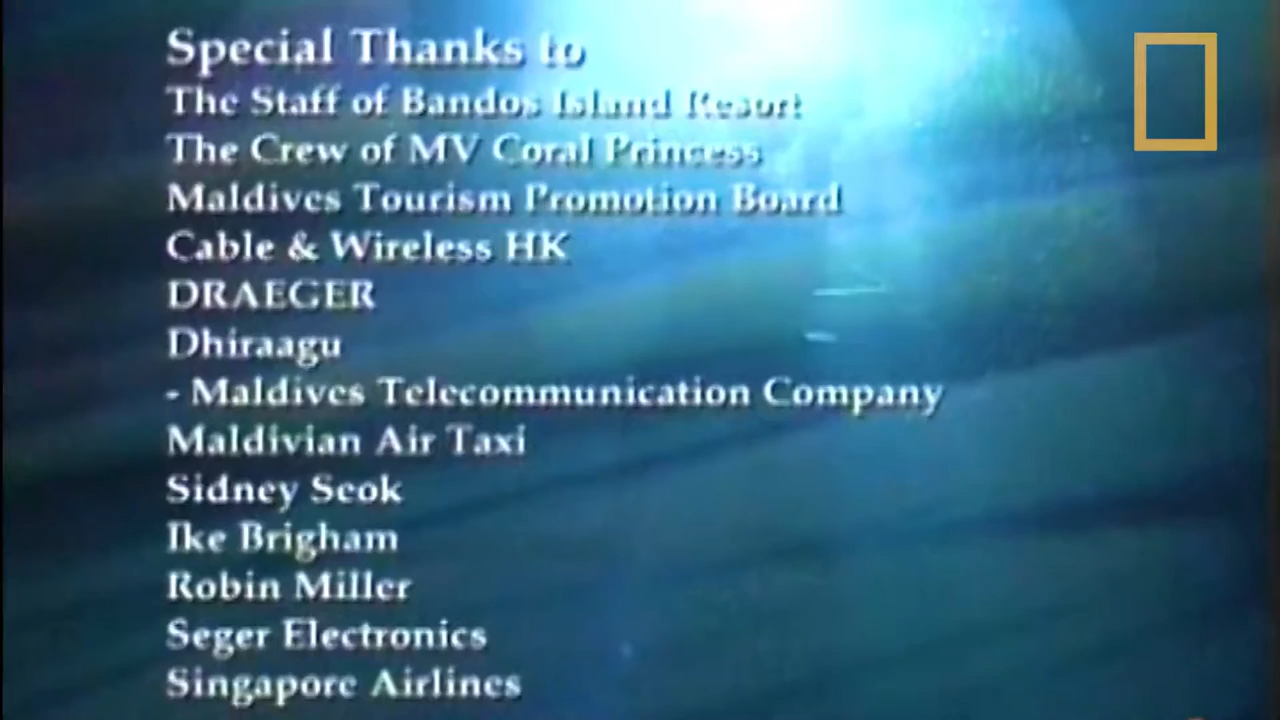 Special Thanks to
The Staff of Bandos Island Resort
The Crew of MV Coral Princess
Maldives Tourism Promotion Board
Cable & Wireless HK
DRAEGER
Dhiraagu
- Maldives Telecommunication Company
Maldivian Air Taxi
Sidney Seok
Ike Brigham
Robin Miller
Seger Electronics
Singapore Airlines